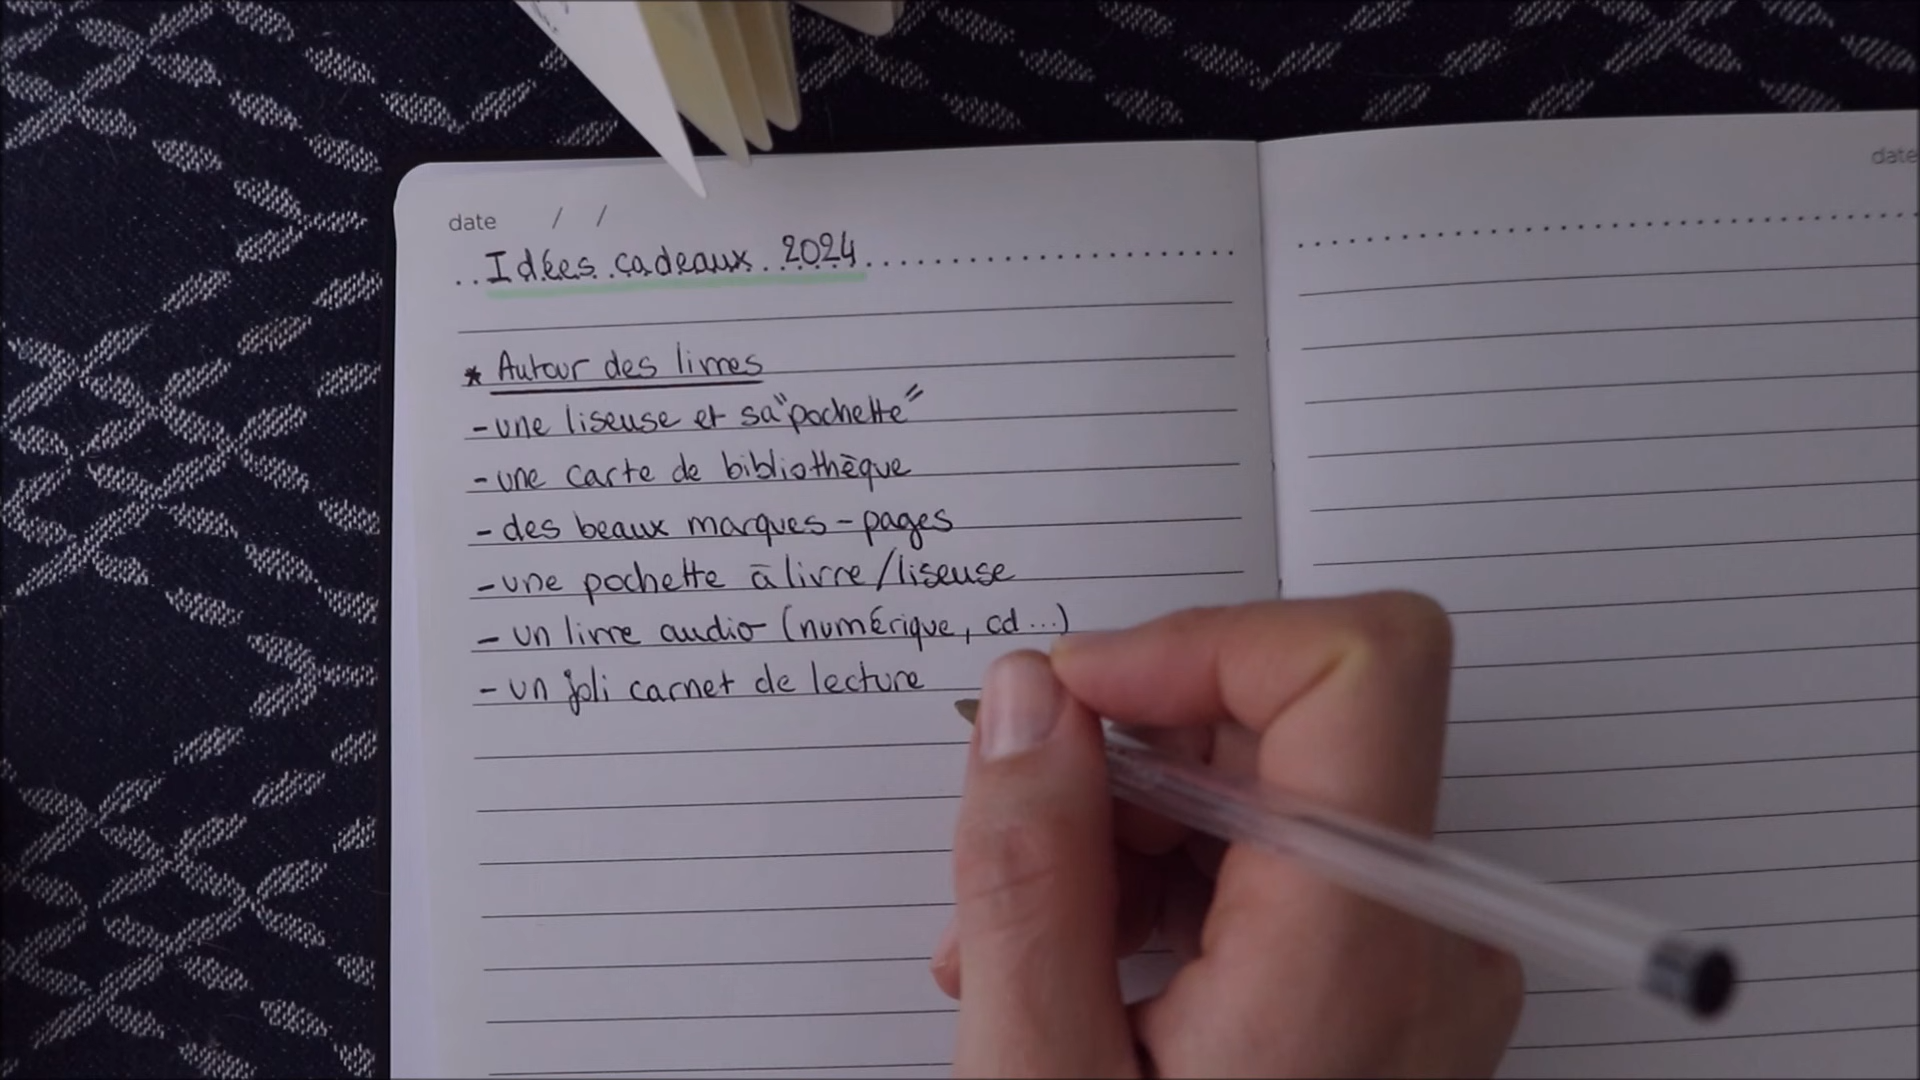 date / /
date
Idées cadeaux 2024
* Autour des livres
- une liseuse et sa "pochette"
- une carte de bibliothèque
- des beaux marques-pages
- une pochette à livre/liseuse
- un livre audio (numérique, cd...)
- un joli carnet de lecture